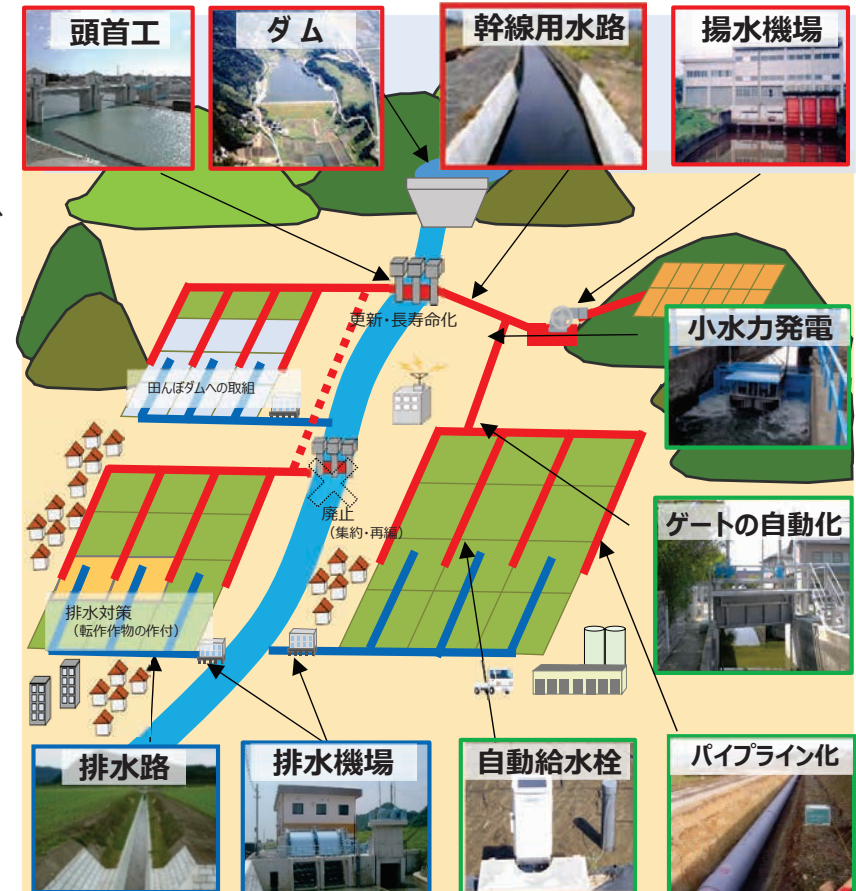 頭首工
ダム
幹線用水路
揚水機場
更新・長寿命化
小水力発電
田んぼダムへの取組
廃止
（集約・再編）
ゲートの自動化
排水対策
（転作作物の作付）
排水路
排水機場
自動給水栓
パイプライン化